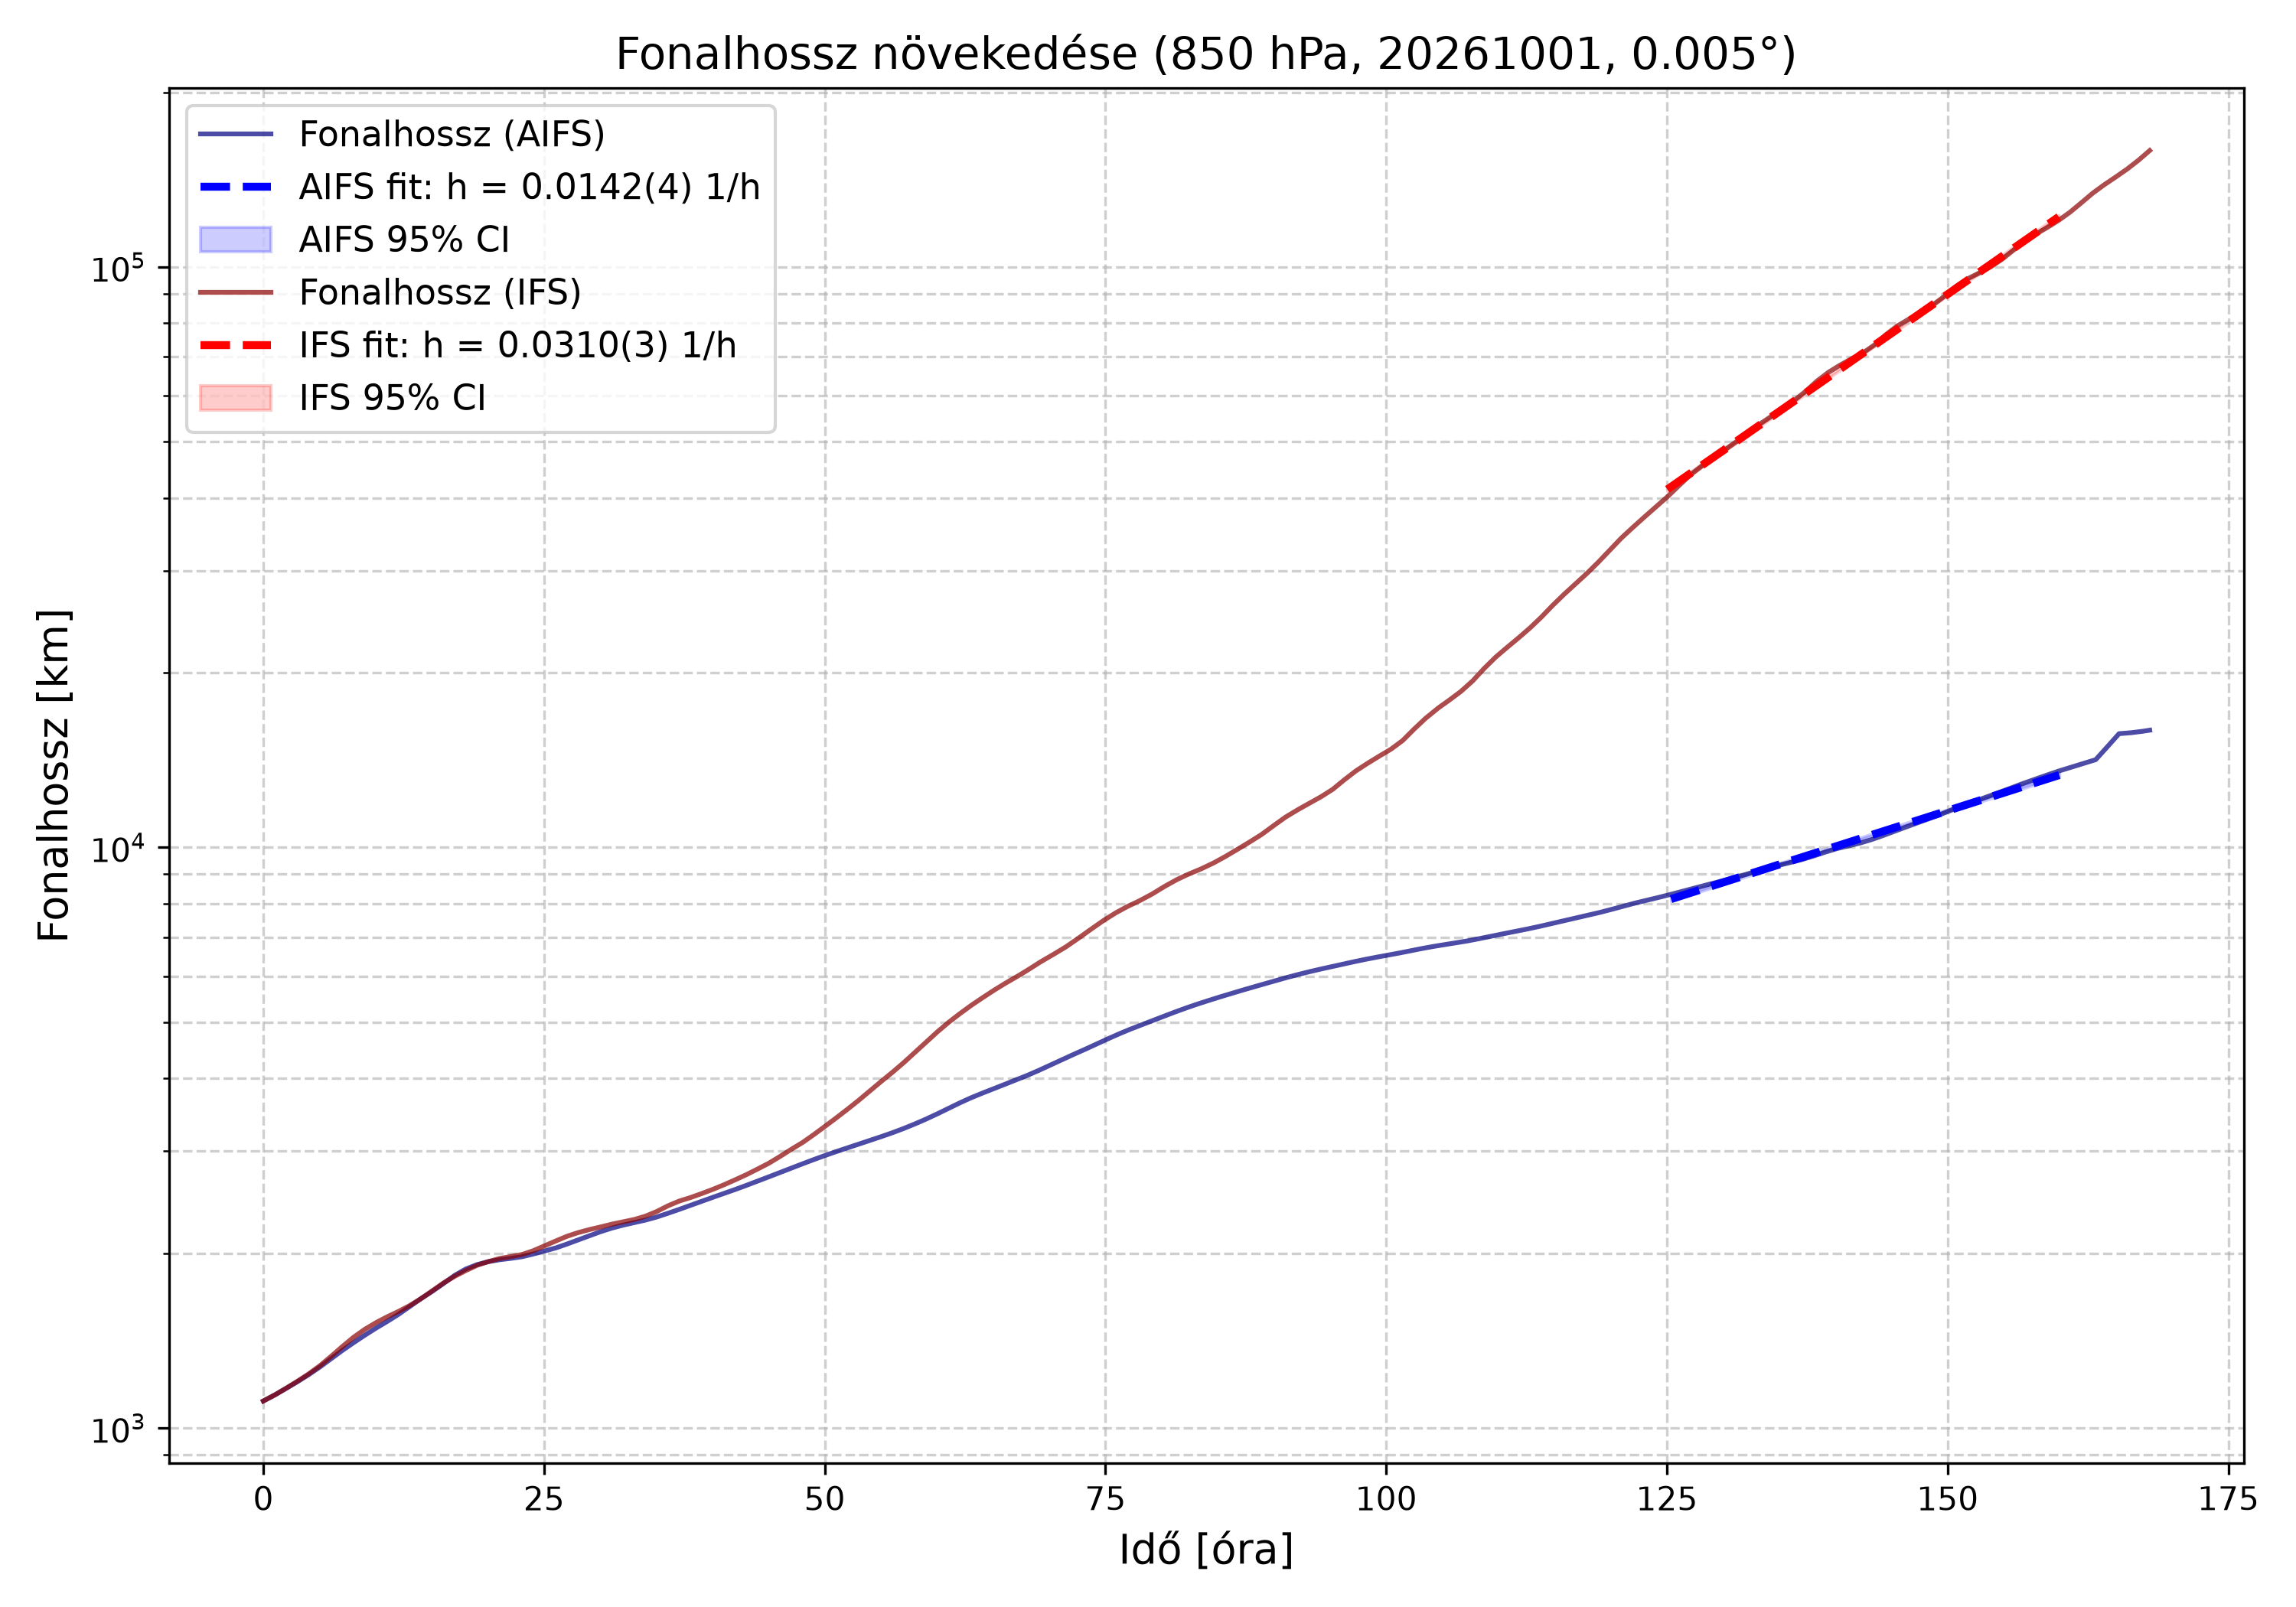 Fonalhossz növekedése (850 hPa, 20261001, 0.005°)
Fonalhossz (AIFS)
AIFS fit: h = 0.0142(4) 1/h
AIFS 95% CI
Fonalhossz (IFS)
IFS fit: h = 0.0310(3) 1/h
IFS 95% CI
Fonalhossz [km]
10⁵
10⁴
10³
0 25 50 75 100 125 150 175
Idő [óra]